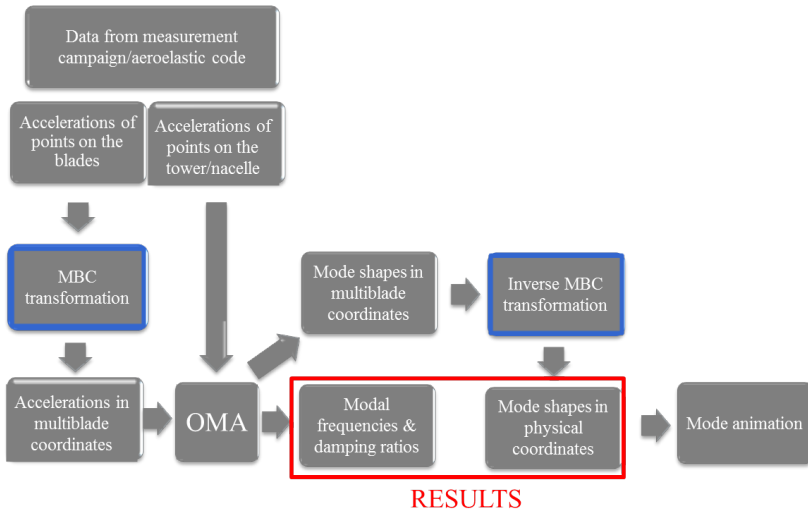 Data from measurement
campaign/aeroelastic code
Accelerations of
points on the
blades
Accelerations of
points on the
tower/nacelle
MBC
transformation
Mode shapes in
multiblade
coordinates
Inverse MBC
transformation
Accelerations in
multiblade
coordinates
OMA
Modal
frequencies &
damping ratios
Mode shapes in
physical
coordinates
Mode animation
RESULTS